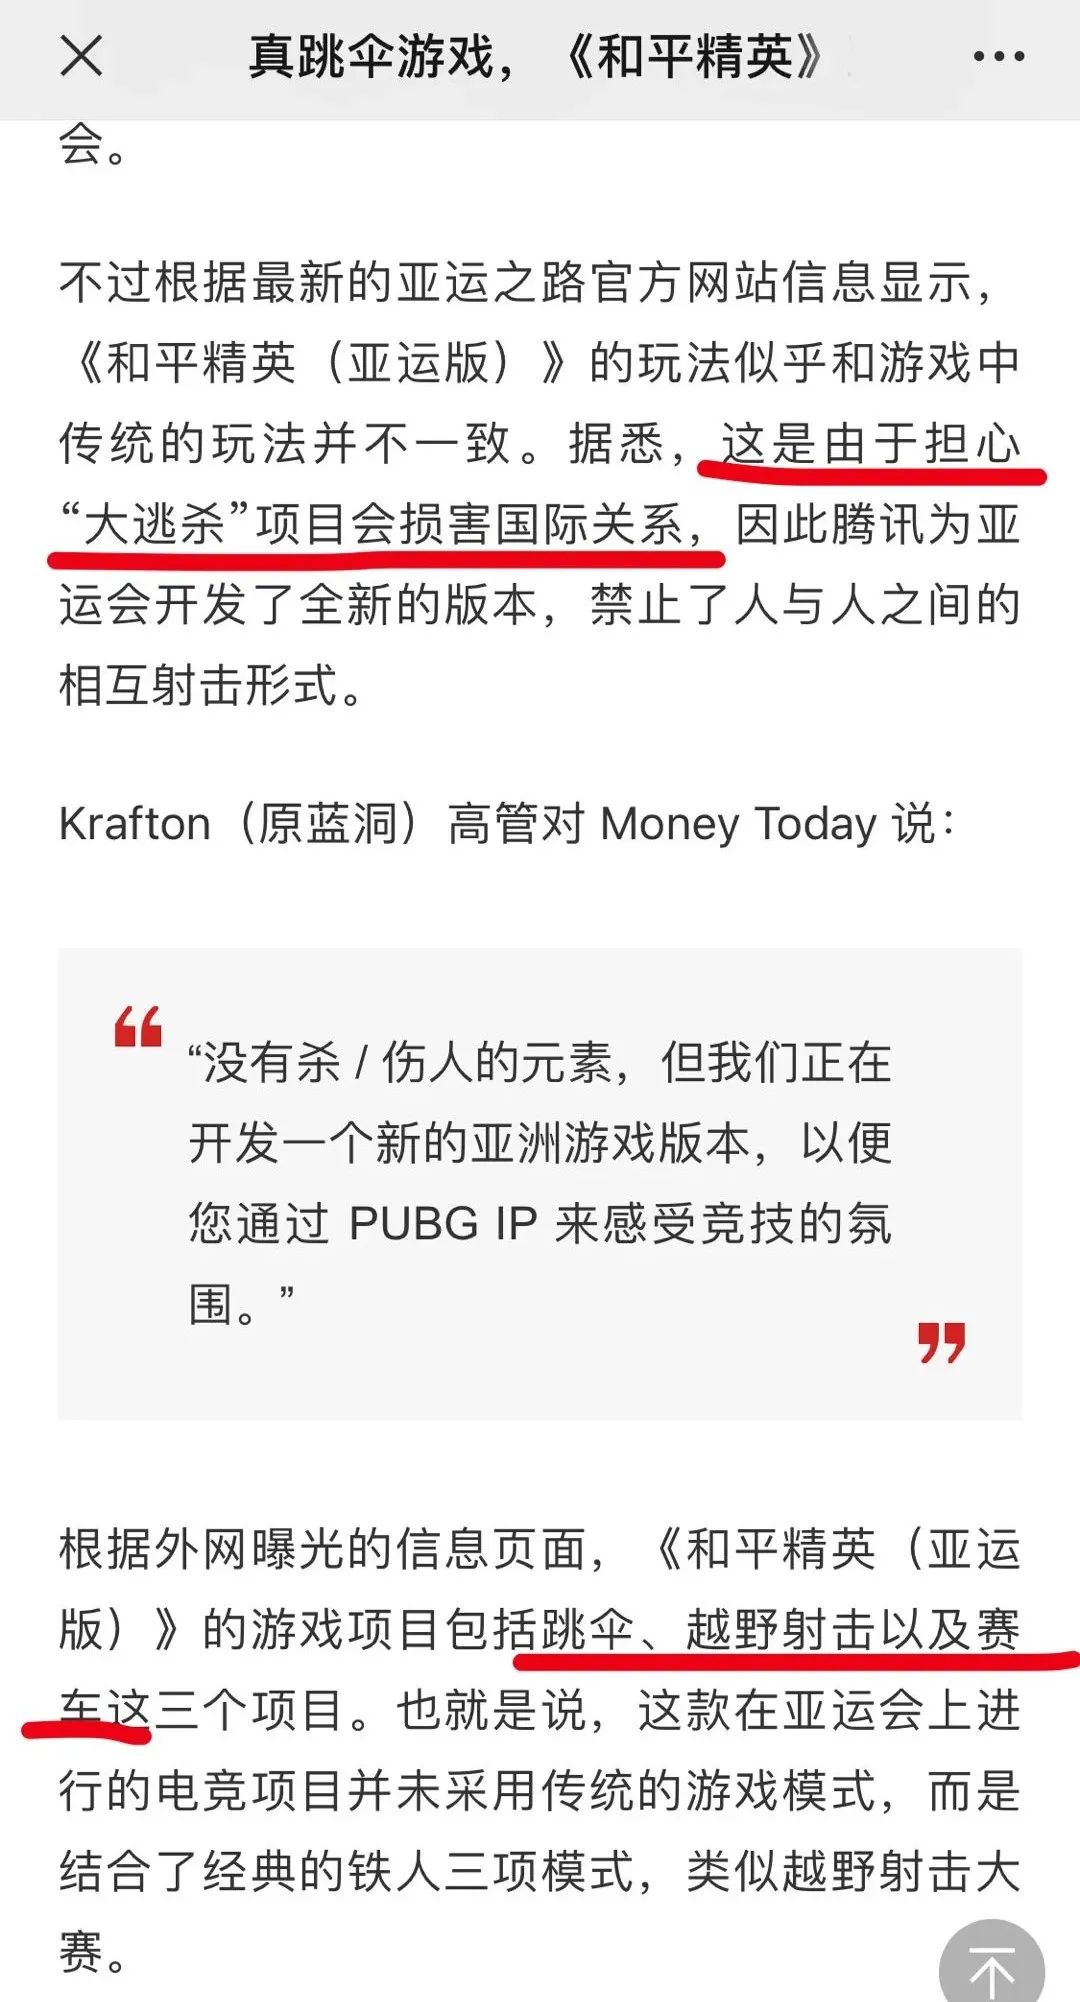 真跳伞游戏，《和平精英》
会。
不过根据最新的亚运之路官方网站信息显示，
《和平精英（亚运版）》的玩法似乎和游戏中
传统的玩法并不一致。据悉，这是由于担心
“大逃杀”项目会损害国际关系，因此腾讯为亚
运会开发了全新的版本，禁止了人与人之间的
相互射击形式。
Krafton（原蓝洞）高管对 Money Today 说：
“没有杀 / 伤人的元素，但我们正在
开发一个新的亚洲游戏版本，以便
您通过 PUBG IP 来感受竞技的氛
围。”
根据外网曝光的信息页面，《和平精英（亚运
版）》的游戏项目包括跳伞、越野射击以及赛
车这三个项目。也就是说，这款在亚运会上进
行的电竞项目并未采用传统的游戏模式，而是
结合了经典的铁人三项模式，类似越野射击大
赛。